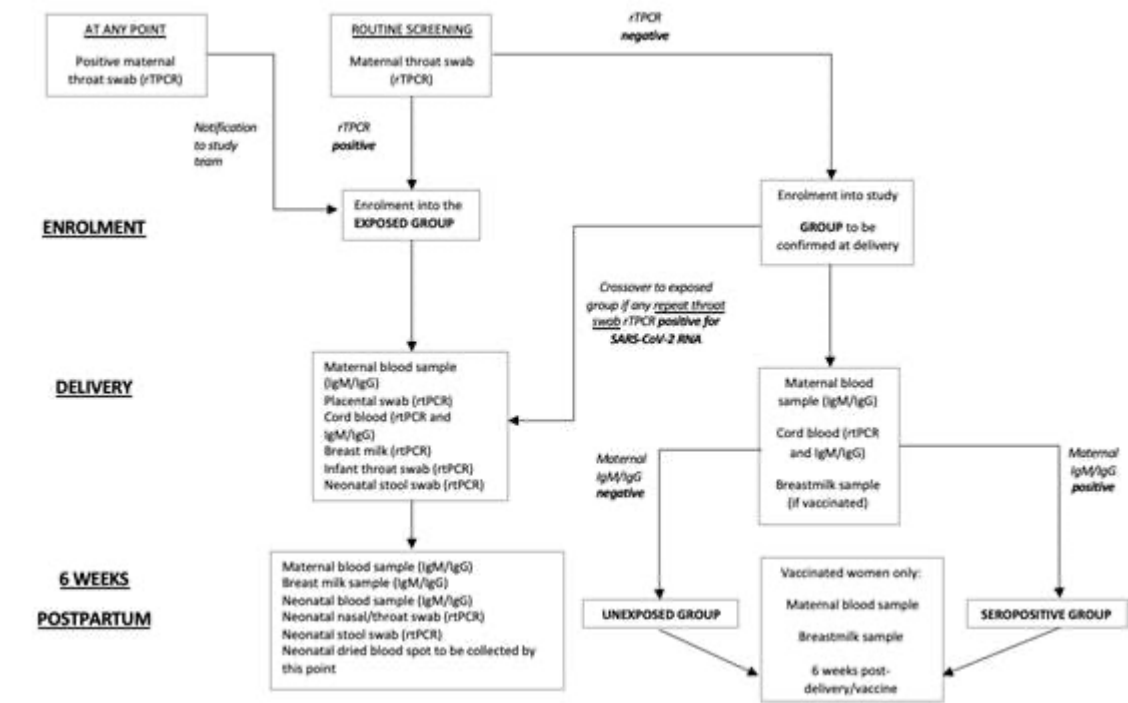 AT ANY POINT
Positive maternal
throat swab (rTPCR)
ROUTINE SCREENING
Maternal throat swab
(rTPCR)
rTPCR
negative
Notification
to study
team
rTPCR
positive
ENROLMENT
Enrolment into the
EXPOSED GROUP
Enrolment into study
GROUP to be
confirmed at delivery
Crossover to exposed
group if any repeat throat
swab rTPCR positive for
SARS-CoV-2 RNA
DELIVERY
Maternal blood sample
(IgM/IgG)
Placental swab (rtPCR)
Cord blood (rtPCR and
IgM/IgG)
Breast milk (rtPCR)
Infant throat swab (rtPCR)
Neonatal stool swab (rtPCR)
Maternal blood
sample (IgM/IgG)
Cord blood (rtPCR
and IgM/IgG)
Breastmilk sample
(if vaccinated)
Maternal
IgM/IgG
negative
Maternal
IgM/IgG
positive
6 WEEKS
POSTPARTUM
Maternal blood sample (IgM/IgG)
Breast milk sample (IgM/IgG)
Neonatal blood sample (IgM/IgG)
Neonatal nasal/throat swab (rtPCR)
Neonatal stool swab (rtPCR)
Neonatal dried blood spot to be collected by
this point
UNEXPOSED GROUP
Vaccinated women only:
Maternal blood sample
Breastmilk sample
6 weeks post-
delivery/vaccine
SEROPOSITIVE GROUP